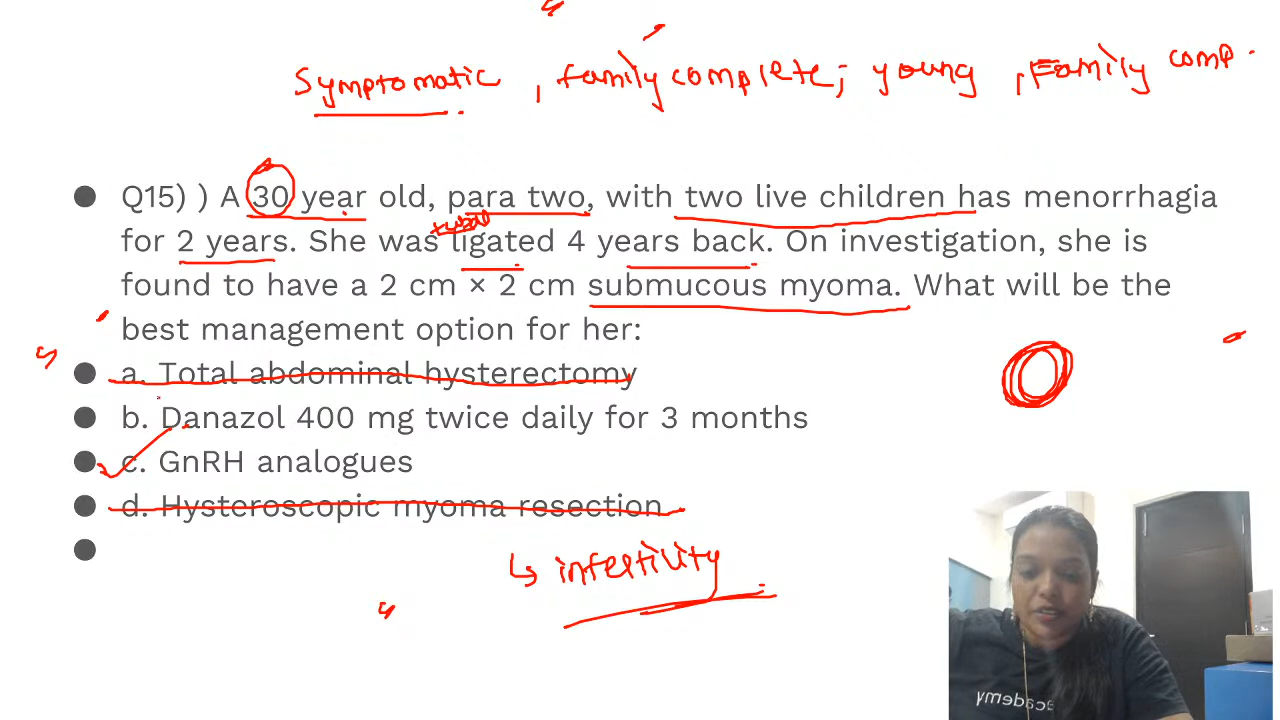 Symptomatic , family complete; young , Family comp.
Q15) ) A 30 year old, para two, with two live children has menorrhagia
tubal
for 2 years. She was ligated 4 years back. On investigation, she is
found to have a 2 cm × 2 cm submucous myoma. What will be the
best management option for her:
a. Total abdominal hysterectomy
b. Danazol 400 mg twice daily for 3 months
c. GnRH analogues
d. Hysteroscopic myoma resection
↳ infertility
academy